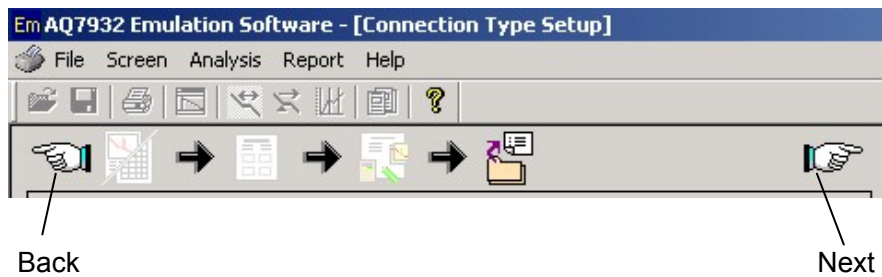 Em AQ7932 Emulation Software - [Connection Type Setup]
File Screen Analysis Report Help
?
Back Next